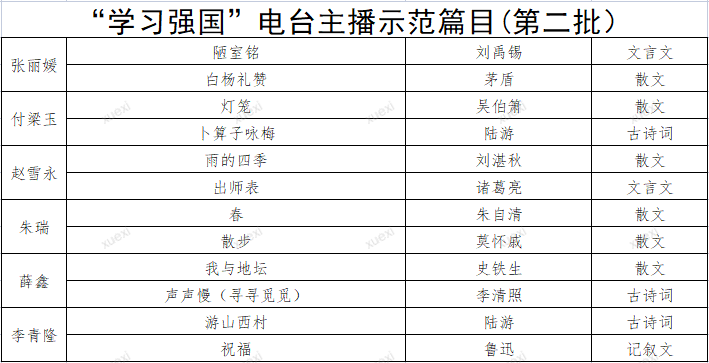 “学习强国”电台主播示范篇目(第二批）
张丽媛
陋室铭 刘禹锡 文言文
白杨礼赞 茅盾 散文
付梁玉
灯笼 吴伯箫 散文
卜算子咏梅 陆游 古诗词
赵雪永
雨的四季 刘湛秋 散文
出师表 诸葛亮 文言文
朱瑞
春 朱自清 散文
散步 莫怀戚 散文
薛鑫
我与地坛 史铁生 散文
声声慢（寻寻觅觅） 李清照 古诗词
李青隆
游山西村 陆游 古诗词
祝福 鲁迅 记叙文